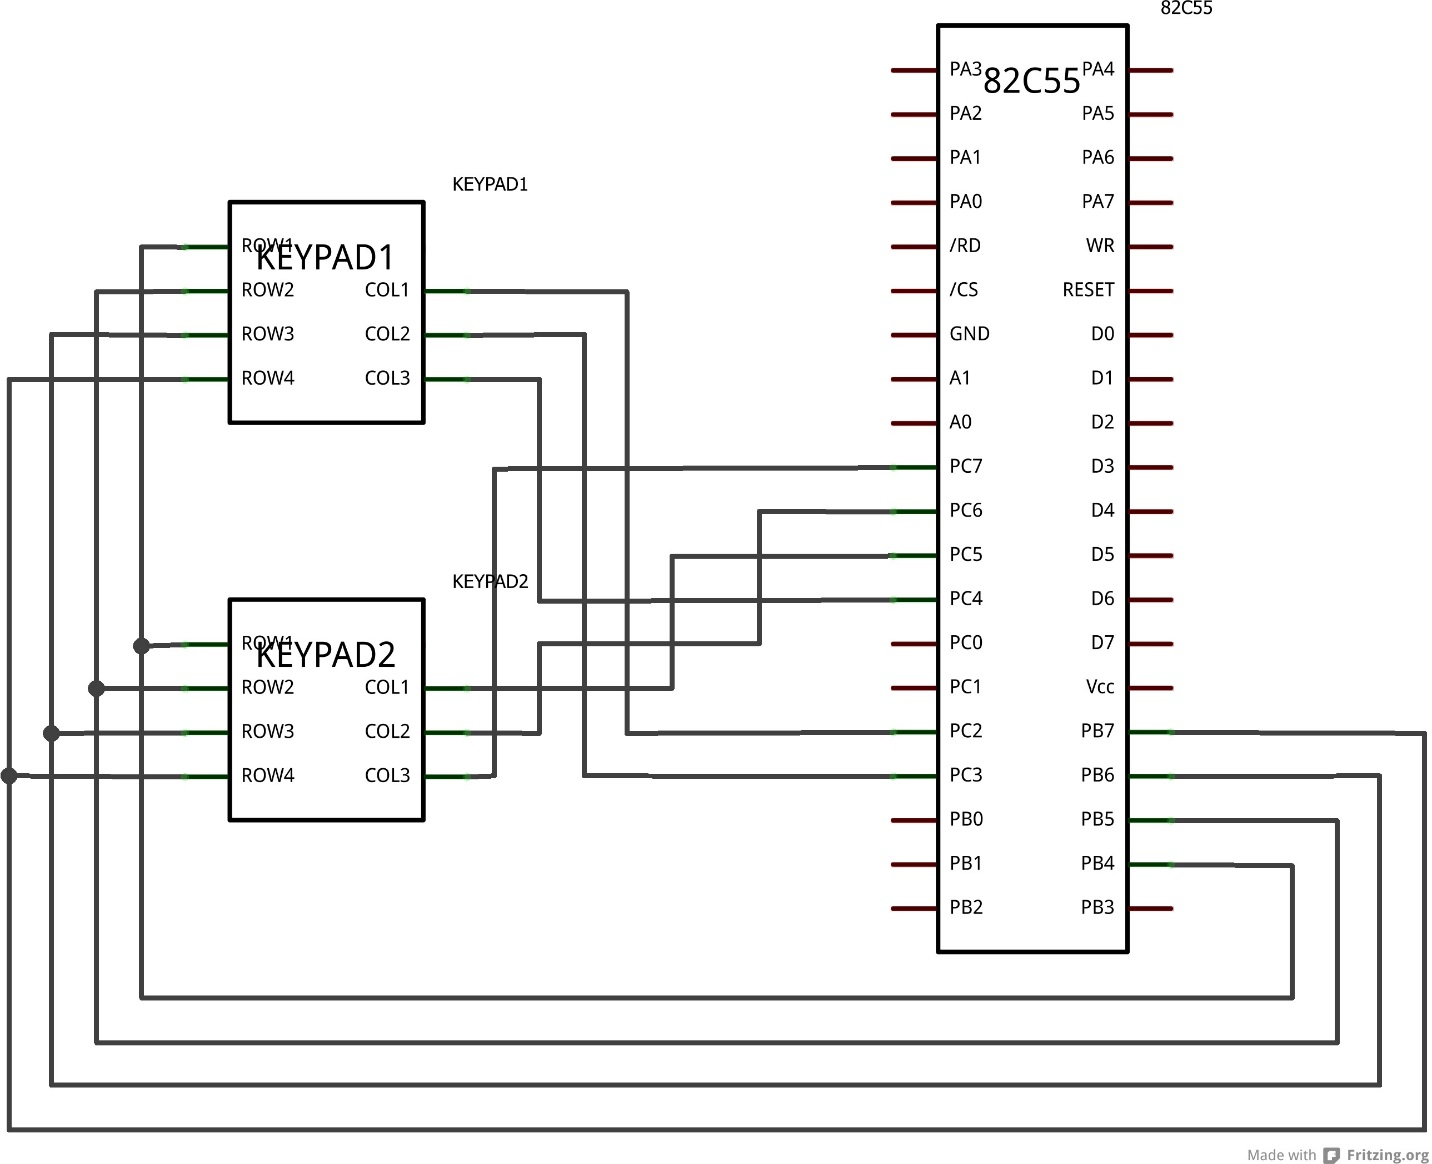 82C55
82C55
PA3 PA4
PA2 PA5
PA1 PA6
PA0 PA7
/RD WR
/CS RESET
GND D0
A1 D1
A0 D2
PC7 D3
PC6 D4
PC5 D5
PC4 D6
PC0 D7
PC1 Vcc
PC2 PB7
PC3 PB6
PB0 PB5
PB1 PB4
PB2 PB3
KEYPAD1
ROW1
KEYPAD1
ROW2 COL1
ROW3 COL2
ROW4 COL3
KEYPAD2
ROW1
KEYPAD2
ROW2 COL1
ROW3 COL2
ROW4 COL3
Made with Fritzing.org